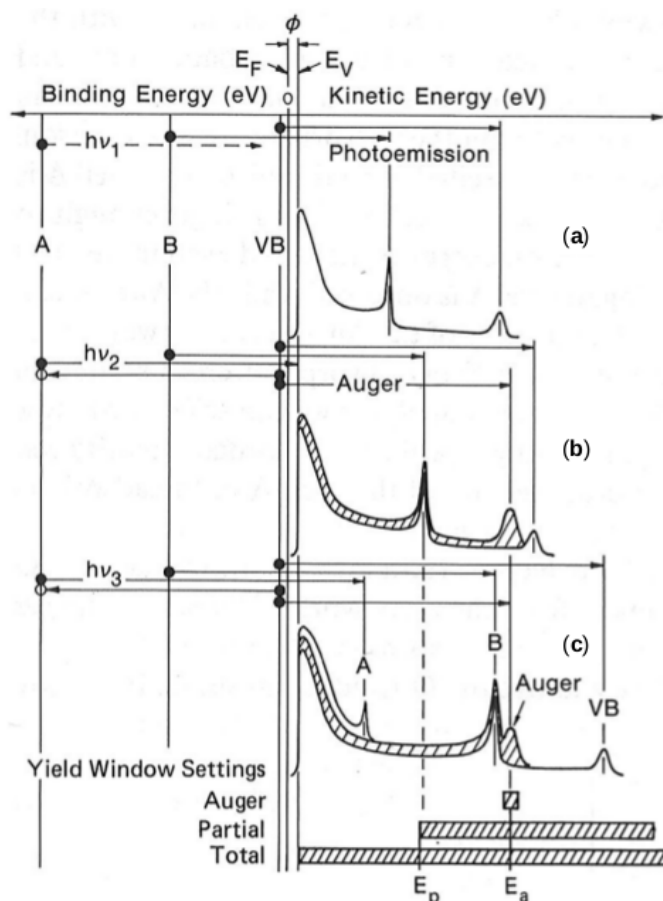 ϕ
E_F E_V
Binding Energy (eV) 0 Kinetic Energy (eV)
hν₁
Photoemission
A B VB
(a)
hν₂
Auger
(b)
hν₃
(c)
A B
Auger
VB
Yield Window Settings
Auger
Partial
Total
E_p E_a